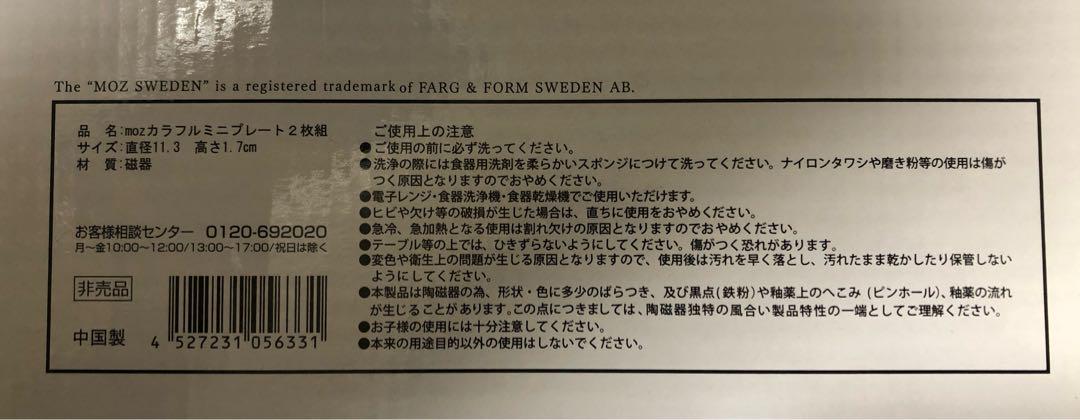 The “MOZ SWEDEN” is a registered trademark of FARG & FORM SWEDEN AB.
品　名:mozカラフルミニプレート２枚組
サイズ:直径11.3　高さ1.7cm
材　質:磁器
お客様相談センター　0120-692020
月～金10:00～12:00/13:00～17:00/祝日は除く
非売品
中国製
4 527231 056331
ご使用上の注意
●ご使用の前に必ず洗ってください。
●洗浄の際には食器用洗剤を柔らかいスポンジにつけて洗ってください。ナイロンタワシや磨き粉等の使用は傷が
つく原因となりますのでおやめください。
●電子レンジ・食器洗浄機・食器乾燥機でご使用いただけます。
●ヒビや欠け等の破損が生じた場合は、直ちに使用をおやめください。
●急冷、急加熱となる使用は割れ欠けの原因となりますのでおやめください。
●テーブル等の上では、ひきずらないようにしてください。傷がつく恐れがあります。
●変色や衛生上の問題が生じる原因となりますので、使用後は汚れを早く落とし、汚れたまま乾かしたり保管しない
ようにしてください。
●本製品は陶磁器の為、形状・色に多少のばらつき、及び黒点(鉄粉)や釉薬上のへこみ (ピンホール)、釉薬の流れ
が生じることがあります。この点につきましては、陶磁器独特の風合い製品特性の一端としてご理解ください。
●お子様の使用には十分注意してください。
●本来の用途目的以外の使用はしないでください。